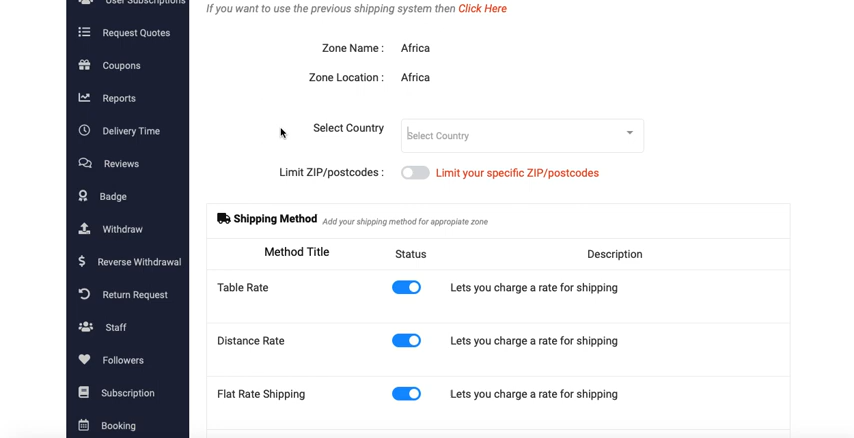 User Subscriptions
Request Quotes
Coupons
Reports
Delivery Time
Reviews
Badge
Withdraw
Reverse Withdrawal
Return Request
Staff
Followers
Subscription
Booking
If you want to use the previous shipping system then Click Here
Zone Name : Africa
Zone Location : Africa
Select Country Select Country
Limit ZIP/postcodes : Limit your specific ZIP/postcodes
Shipping Method Add your shipping method for appropiate zone
Method Title Status Description
Table Rate Lets you charge a rate for shipping
Distance Rate Lets you charge a rate for shipping
Flat Rate Shipping Lets you charge a rate for shipping